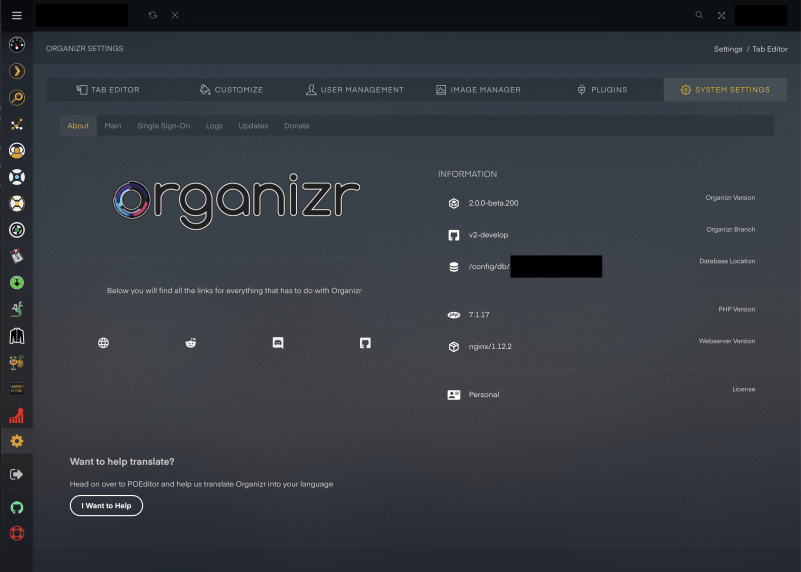 ORGANIZR SETTINGS
Settings / Tab Editor
TAB EDITOR
CUSTOMIZE
USER MANAGEMENT
IMAGE MANAGER
PLUGINS
SYSTEM SETTINGS
About
Main
Single Sign-On
Logs
Updates
Donate
organizr
Below you will find all the links for everything that has to do with Organizr
INFORMATION
2.0.0-beta.200
Organizr Version
v2-develop
Organizr Branch
/config/db/
Database Location
php
7.1.17
PHP Version
nginx/1.12.2
Webserver Version
Personal
License
Want to help translate?
Head on over to POEditor and help us translate Organizr into your language
I Want to Help